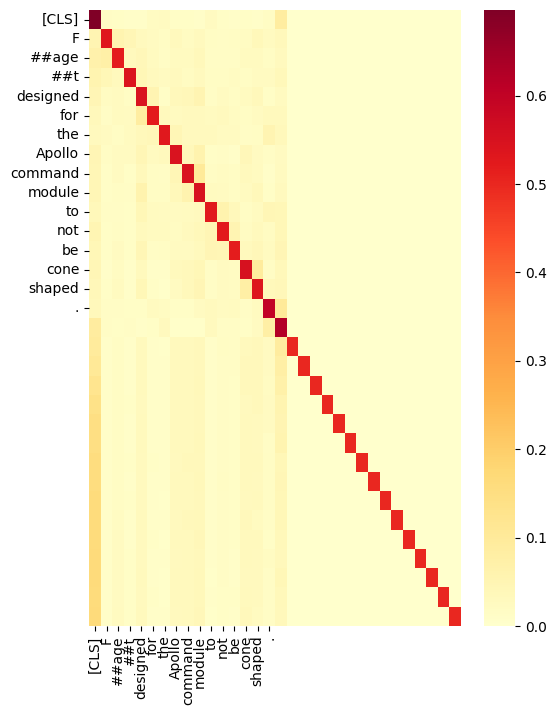 [CLS]
F
##age
##t
designed
for
the
Apollo
command
module
to
not
be
cone
shaped
.
0.6
0.5
0.4
0.3
0.2
0.1
0.0
[CLS]
F
##age
##t
designed
for
the
Apollo
command
module
to
not
be
cone
shaped
.